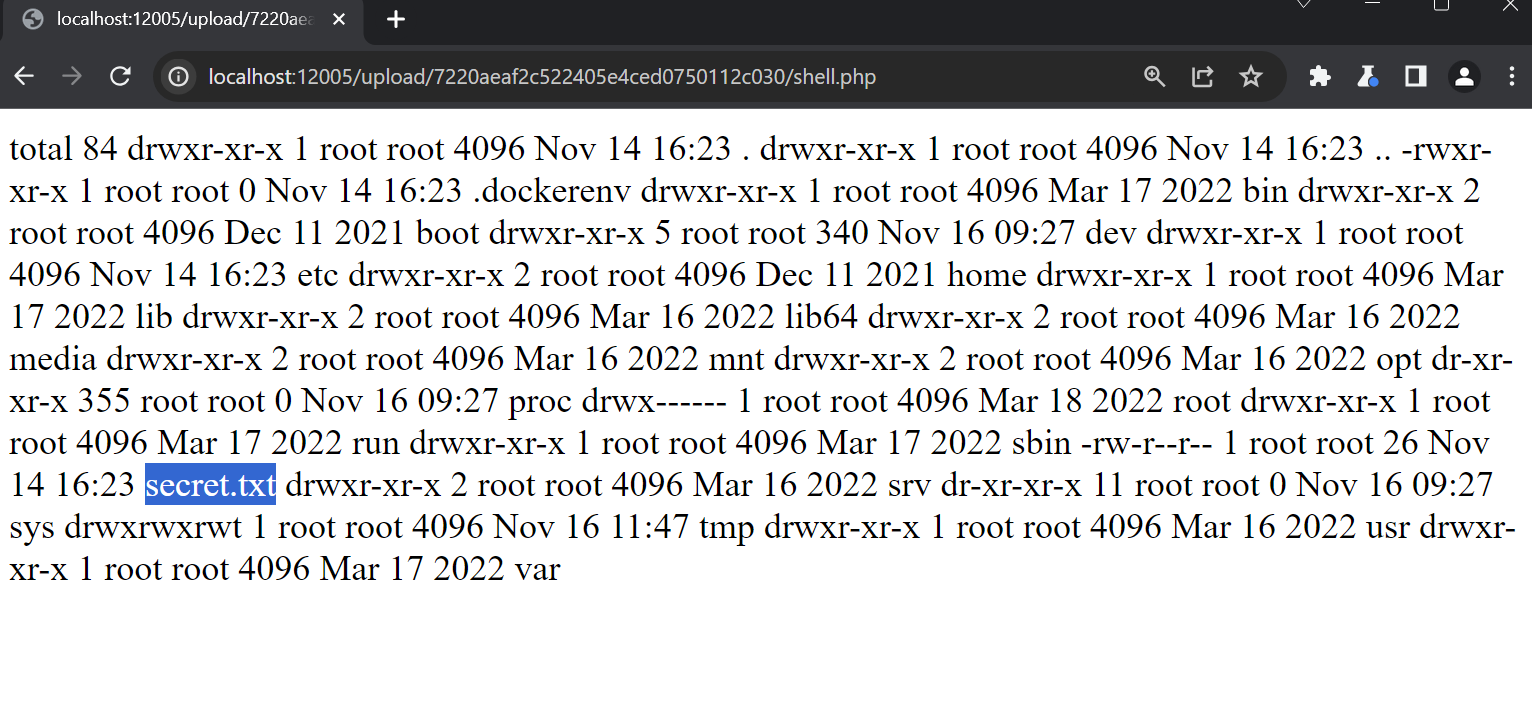 localhost:12005/upload/7220aea
localhost:12005/upload/7220aeaf2c522405e4ced0750112c030/shell.php
total 84 drwxr-xr-x 1 root root 4096 Nov 14 16:23 . drwxr-xr-x 1 root root 4096 Nov 14 16:23 .. -rwxr-
xr-x 1 root root 0 Nov 14 16:23 .dockerenv drwxr-xr-x 1 root root 4096 Mar 17 2022 bin drwxr-xr-x 2
root root 4096 Dec 11 2021 boot drwxr-xr-x 5 root root 340 Nov 16 09:27 dev drwxr-xr-x 1 root root
4096 Nov 14 16:23 etc drwxr-xr-x 2 root root 4096 Dec 11 2021 home drwxr-xr-x 1 root root 4096 Mar
17 2022 lib drwxr-xr-x 2 root root 4096 Mar 16 2022 lib64 drwxr-xr-x 2 root root 4096 Mar 16 2022
media drwxr-xr-x 2 root root 4096 Mar 16 2022 mnt drwxr-xr-x 2 root root 4096 Mar 16 2022 opt dr-xr-
xr-x 355 root root 0 Nov 16 09:27 proc drwx------ 1 root root 4096 Mar 18 2022 root drwxr-xr-x 1 root
root 4096 Mar 17 2022 run drwxr-xr-x 1 root root 4096 Mar 17 2022 sbin -rw-r--r-- 1 root root 26 Nov
14 16:23 secret.txt drwxr-xr-x 2 root root 4096 Mar 16 2022 srv dr-xr-xr-x 11 root root 0 Nov 16 09:27
sys drwxrwxrwt 1 root root 4096 Nov 16 11:47 tmp drwxr-xr-x 1 root root 4096 Mar 16 2022 usr drwxr-
xr-x 1 root root 4096 Mar 17 2022 var